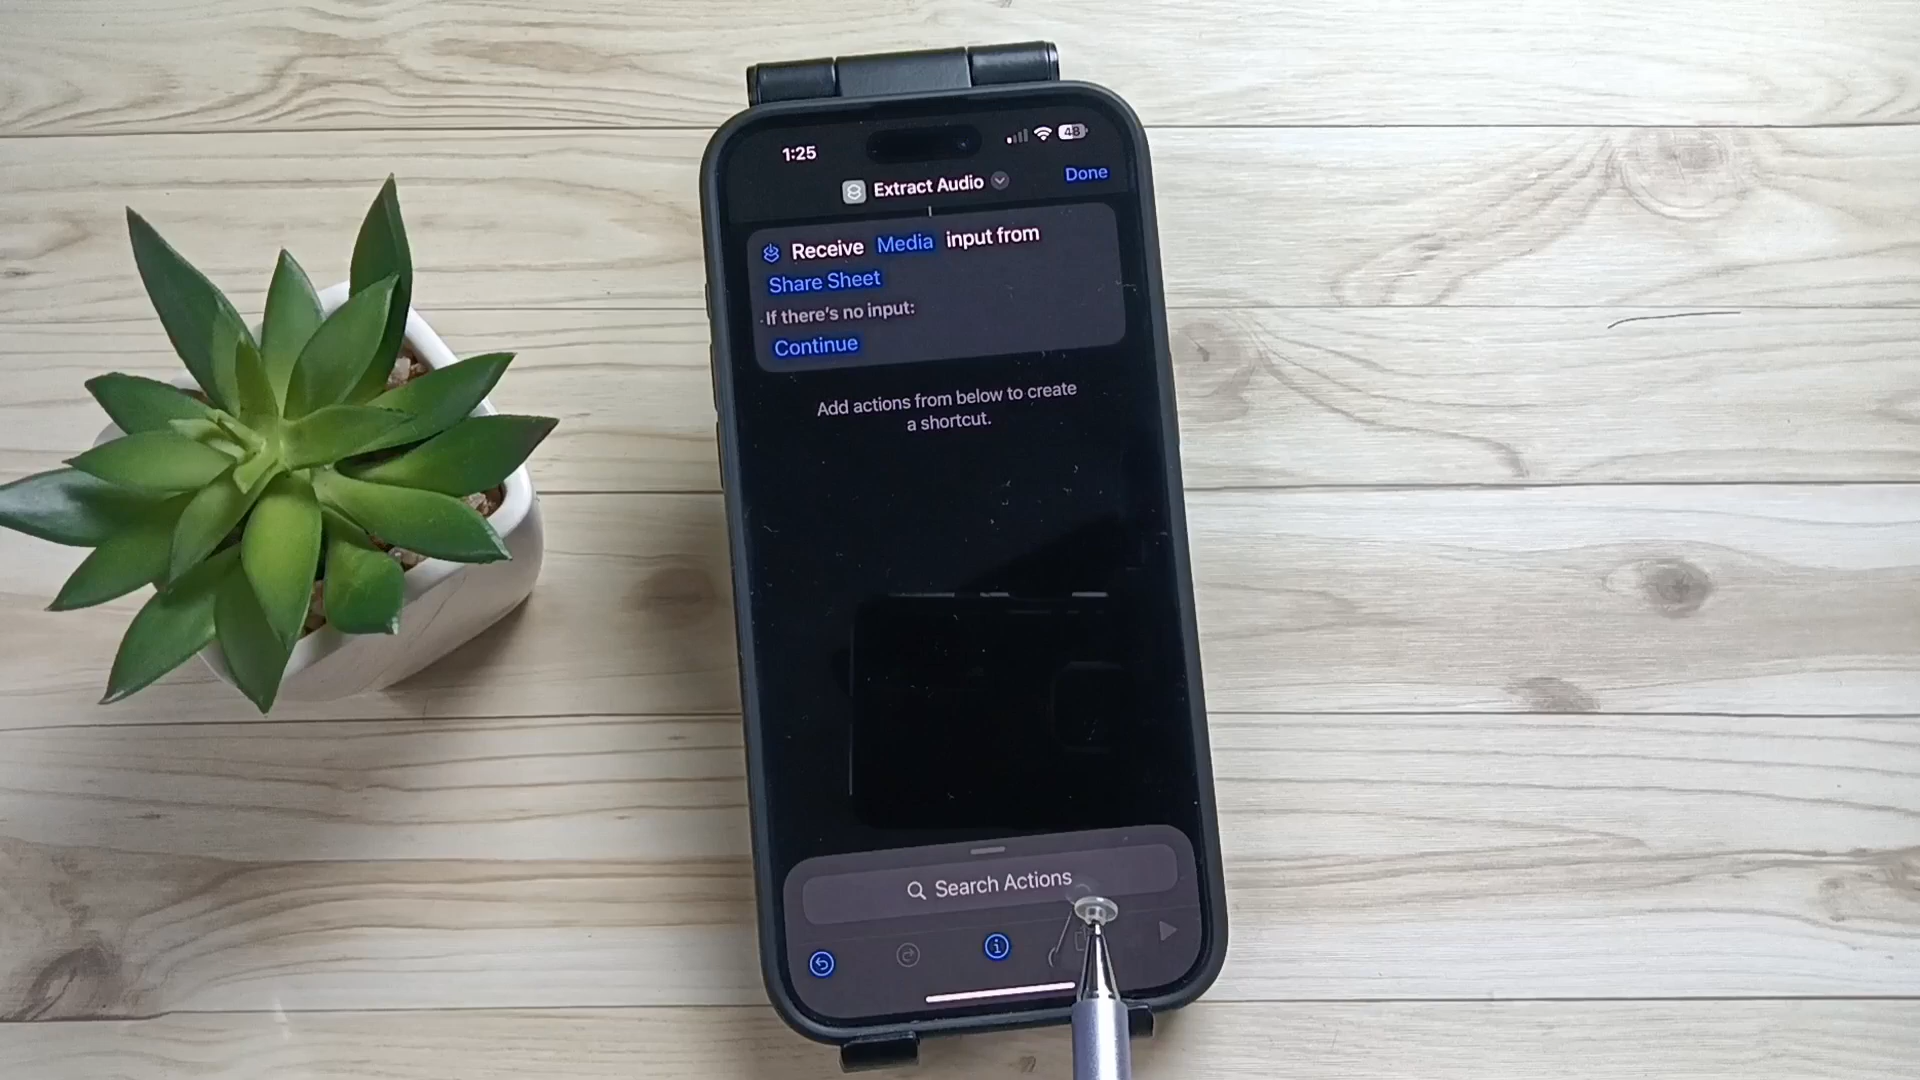 1:25
48
Extract Audio
Done
Receive Media input from
Share Sheet
If there's no input:
Continue
Add actions from below to create
a shortcut.
Search Actions